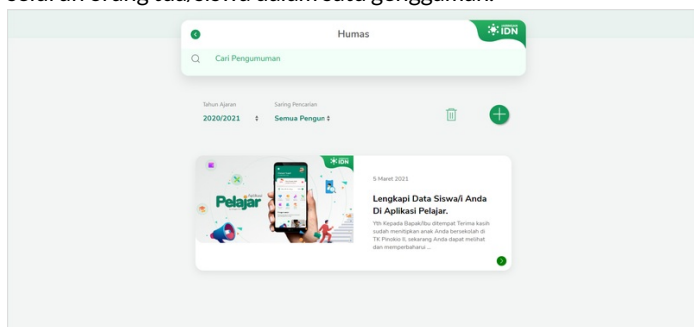 Humas
IDN
Cari Pengumuman
Tahun Ajaran
Saring Pencarian
2020/2021
Semua Pengun
IDN
Pelajar
5 Maret 2021
Lengkapi Data Siswa/i Anda
Di Aplikasi Pelajar.
Yth Kepada Bapak/Ibu ditempat Terima kasih
sudah menitipkan anak Anda bersekolah di
TK Pinokio II, sekarang Anda dapat melihat
dan memperbaharui ...